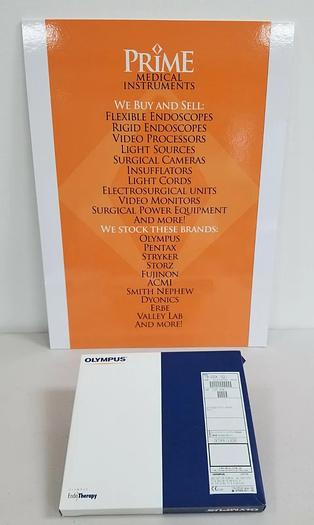 PRiME
MEDICAL
INSTRUMENTS
WE BUY AND SELL:
FLEXIBLE ENDOSCOPES
RIGID ENDOSCOPES
VIDEO PROCESSORS
LIGHT SOURCES
SURGICAL CAMERAS
INSUFFLATORS
LIGHT CORDS
ELECTROSURGICAL UNITS
VIDEO MONITORS
SURGICAL POWER EQUIPMENT
AND MORE!
WE STOCK THESE BRANDS:
OLYMPUS
PENTAX
STRYKER
STORZ
FUJINON
ACMI
SMITH NEPHEW
DYONICS
ERBE
VALLEY LAB
AND MORE!
OLYMPUS
OLYMPUS
EndoTherapy
OLYMPUS